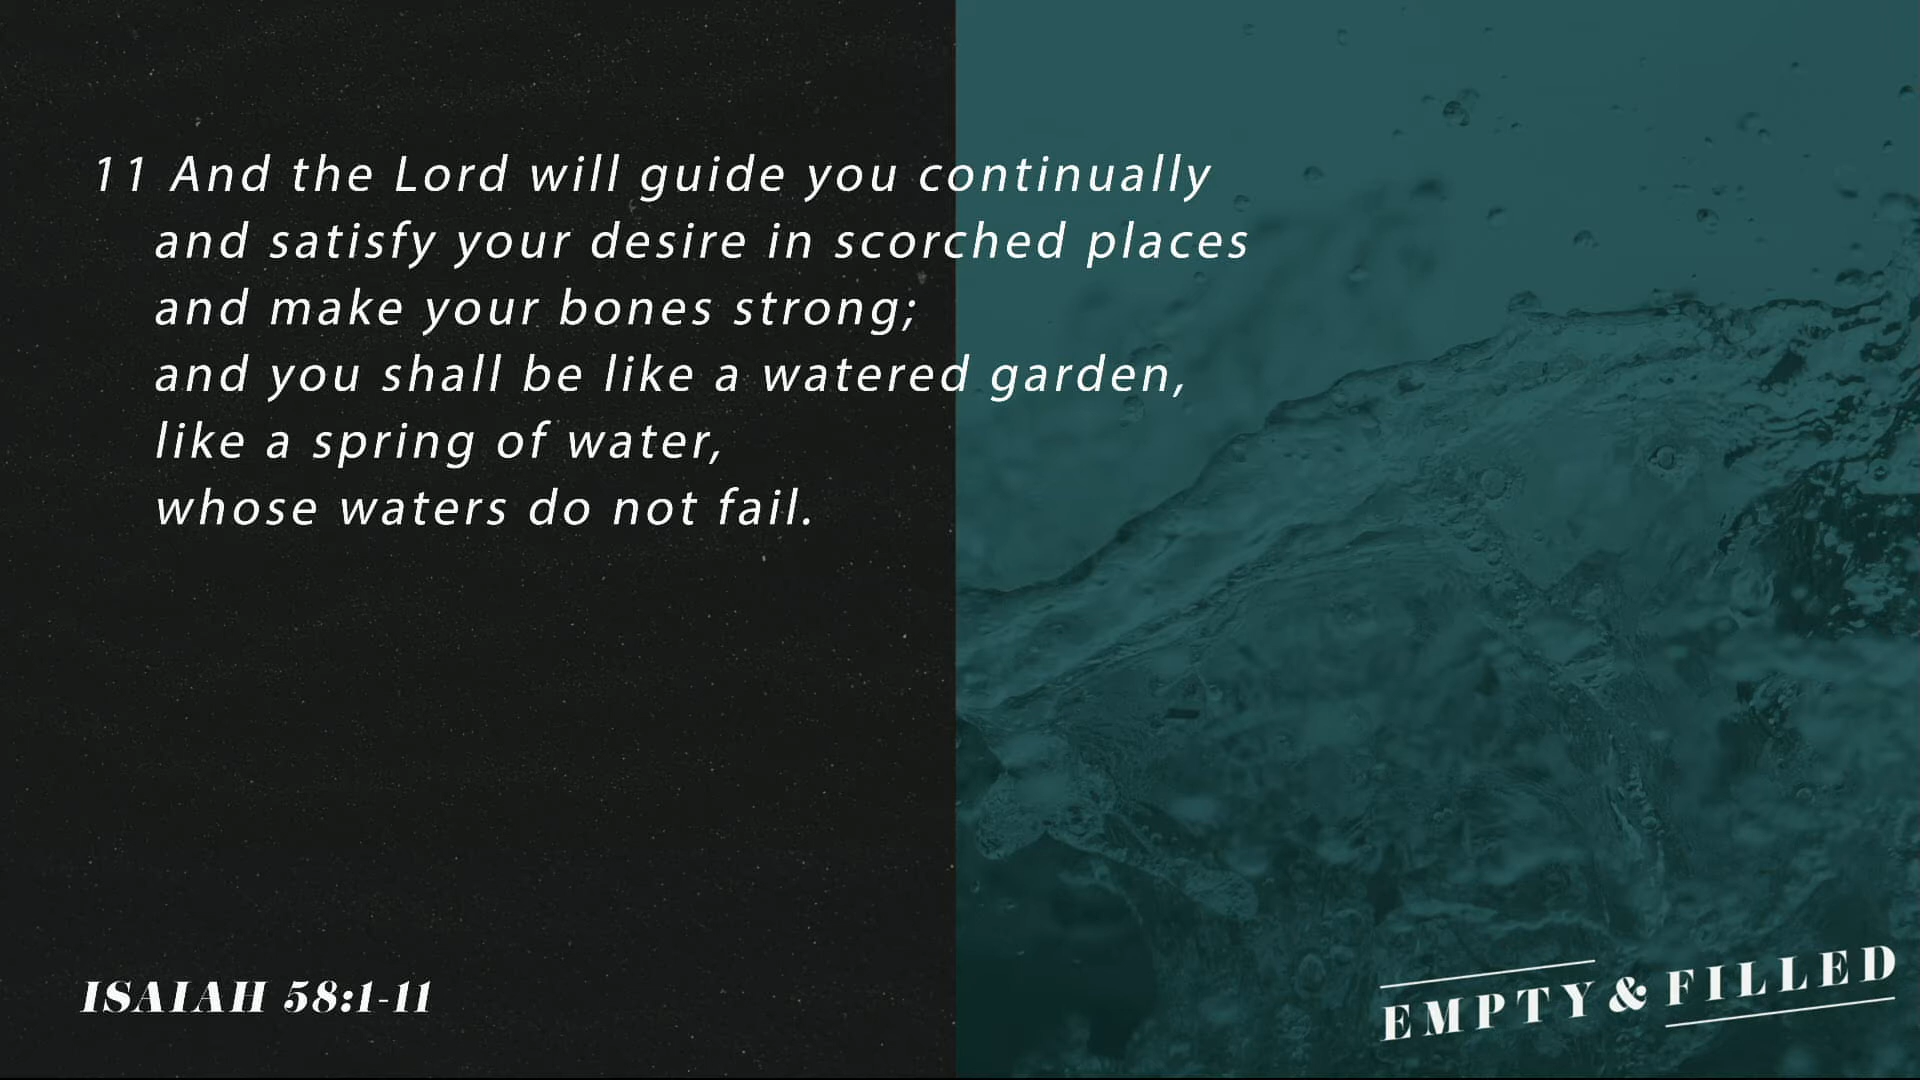 11 And the Lord will guide you continually
and satisfy your desire in scorched places
and make your bones strong;
and you shall be like a watered garden,
like a spring of water,
whose waters do not fail.
ISAIAH 58:1-11
EMPTY & FILLED